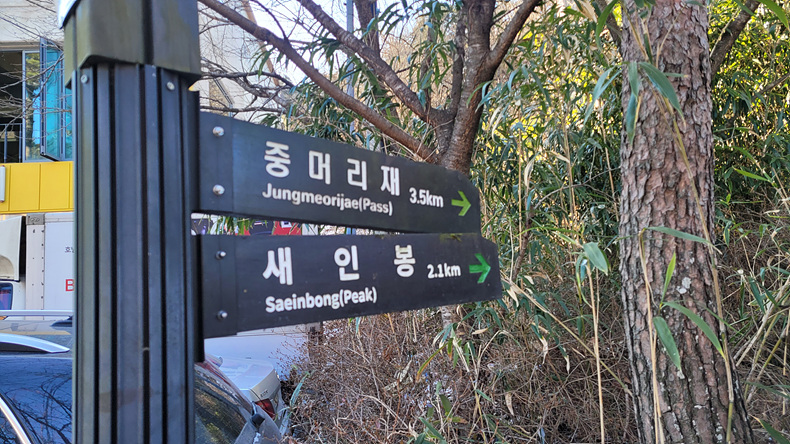 중머리재 3.5km
Jungmeorijae(Pass)
새인봉 2.1km
Saeinbong(Peak)